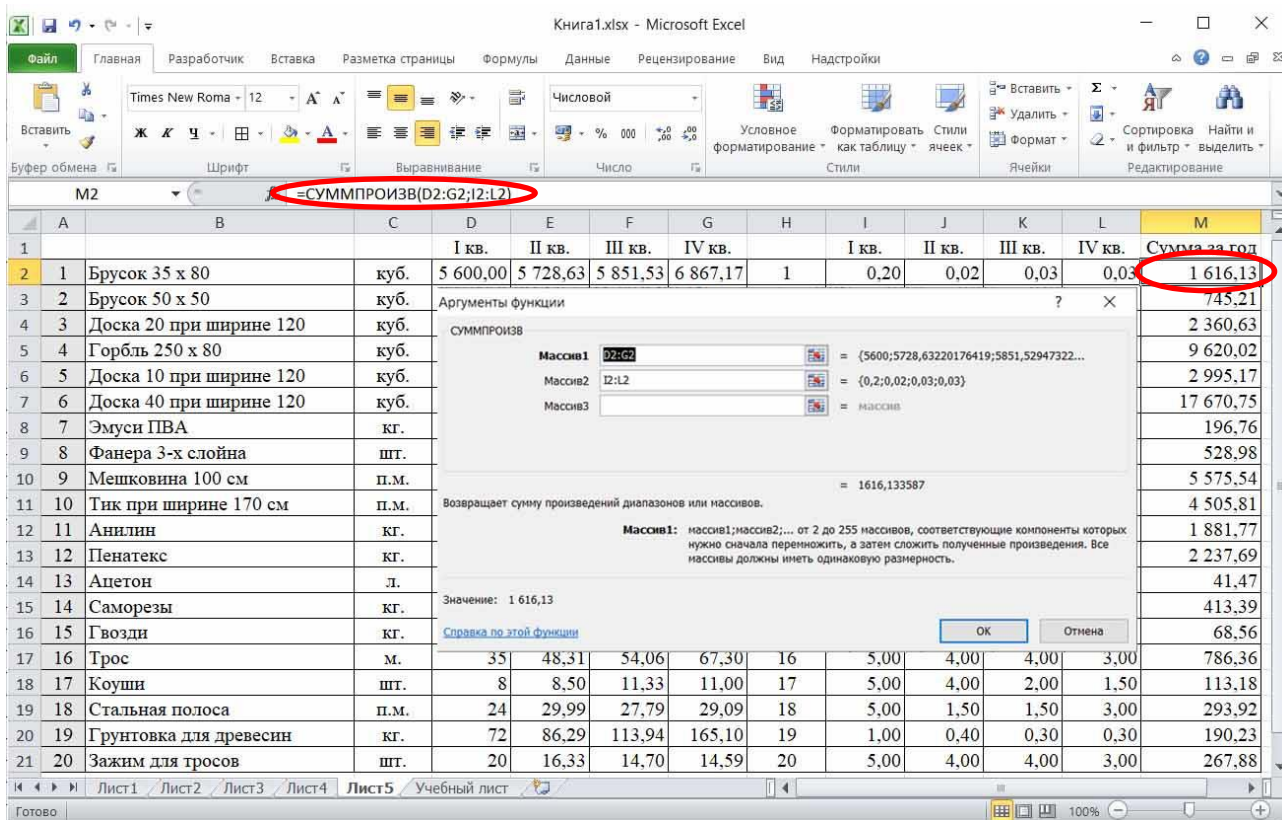 Книга1.xlsx - Microsoft Excel
Файл Главная Разработчик Вставка Разметка страницы Формулы Данные Рецензирование Вид Надстройки
Вставить
Times New Roma 12
Ж К Ч
Числовой
% 000
Условное форматирование
Форматировать как таблицу
Стили ячеек
Вставить
Удалить
Формат
Σ
Сортировка и фильтр
Найти и выделить
Буфер обмена Шрифт Выравнивание Число Стили Ячейки Редактирование
M2 =СУММПРОИЗВ(D2:G2;I2:L2)
A B C D E F G H I J K L M
1 I кв. II кв. III кв. IV кв. I кв. II кв. III кв. IV кв. Сумма за год
2 1 Брусок 35 х 80 куб. 5 600,00 5 728,63 5 851,53 6 867,17 1 0,20 0,02 0,03 0,03 1 616,13
3 2 Брусок 50 х 50 куб. 745,21
4 3 Доска 20 при ширине 120 куб. 2 360,63
5 4 Горбль 250 х 80 куб. 9 620,02
6 5 Доска 10 при ширине 120 куб. 2 995,17
7 6 Доска 40 при ширине 120 куб. 17 670,75
8 7 Эмуси ПВА кг. 196,76
9 8 Фанера 3-х слойна шт. 528,98
10 9 Мешковина 100 см п.м. 5 575,54
11 10 Тик при ширине 170 см п.м. 4 505,81
12 11 Анилин кг. 1 881,77
13 12 Пенатекс кг. 2 237,69
14 13 Ацетон л. 41,47
15 14 Саморезы кг. 413,39
16 15 Гвозди кг. 68,56
17 16 Трос м. 35 48,31 54,06 67,30 16 5,00 4,00 4,00 3,00 786,36
18 17 Коуши шт. 8 8,50 11,33 11,00 17 5,00 4,00 2,00 1,50 113,18
19 18 Стальная полоса п.м. 24 29,99 27,79 29,09 18 5,00 1,50 1,50 3,00 293,92
20 19 Грунтовка для древесин кг. 72 86,29 113,94 165,10 19 1,00 0,40 0,30 0,30 190,23
21 20 Зажим для тросов шт. 20 16,33 14,70 14,59 20 5,00 4,00 4,00 3,00 267,88
Аргументы функции ?
СУММПРОИЗВ
Массив1 D2:G2 = {5600;5728,63220176419;5851,52947322...
Массив2 I2:L2 = {0,2;0,02;0,03;0,03}
Массив3 = массив
= 1616,133587
Возвращает сумму произведений диапазонов или массивов.
Массив1: массив1;массив2;... от 2 до 255 массивов, соответствующие компоненты которых
нужно сначала перемножить, а затем сложить полученные произведения. Все
массивы должны иметь одинаковую размерность.
Значение: 1 616,13
Справка по этой функции ОК Отмена
Лист1 Лист2 Лист3 Лист4 Лист5 Учебный лист
Готово 100%